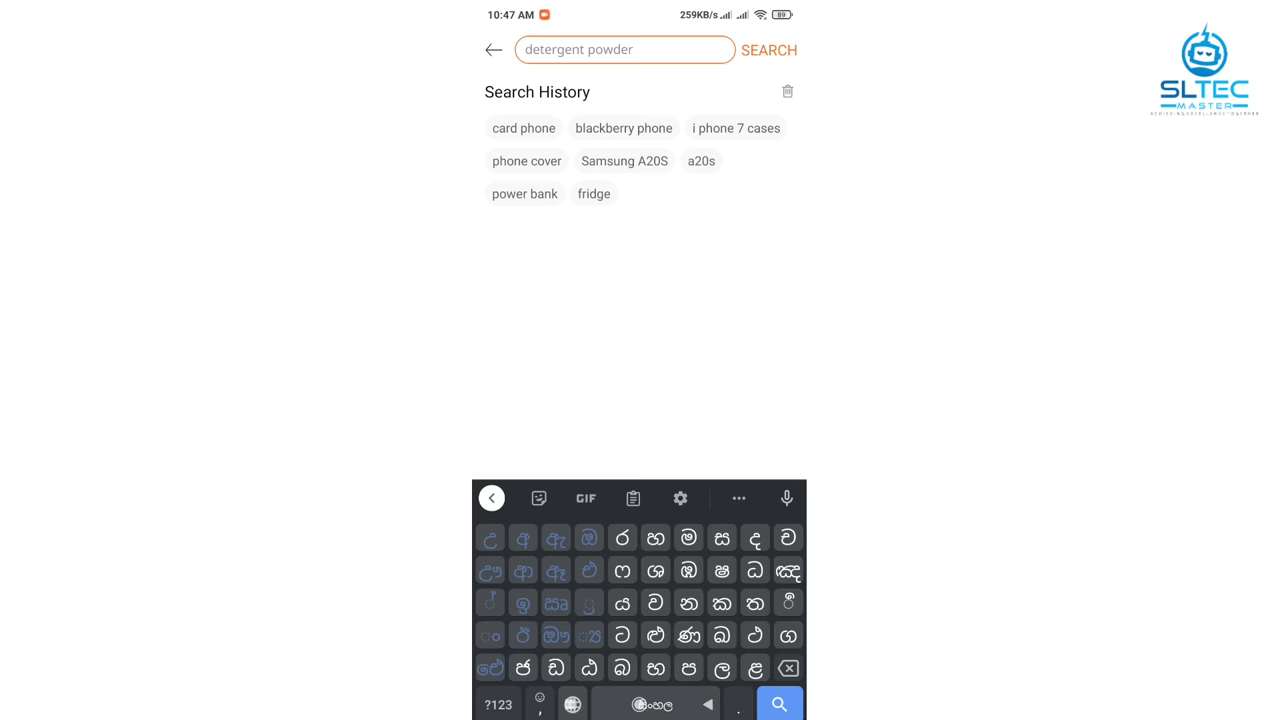 10:47 AM 259KB/s 89
detergent powder SEARCH
Search History
card phone blackberry phone i phone 7 cases
phone cover Samsung A20S a20s
power bank fridge
SLTEC
MASTER
GIF
උ අ ඇ ඔ ර හ ම ස ද ච
ඌ ආ ඈ එ ෆ ශ ඹ ෂ ධ ඤ
ඉ ඍ ය ව න ක ත
ං ඊ ඖ ට ළු ණ ඛ ථ ග
ඓ ජ ඩ ඨ බ භ ප ල ළ
?123 , සිංහල .